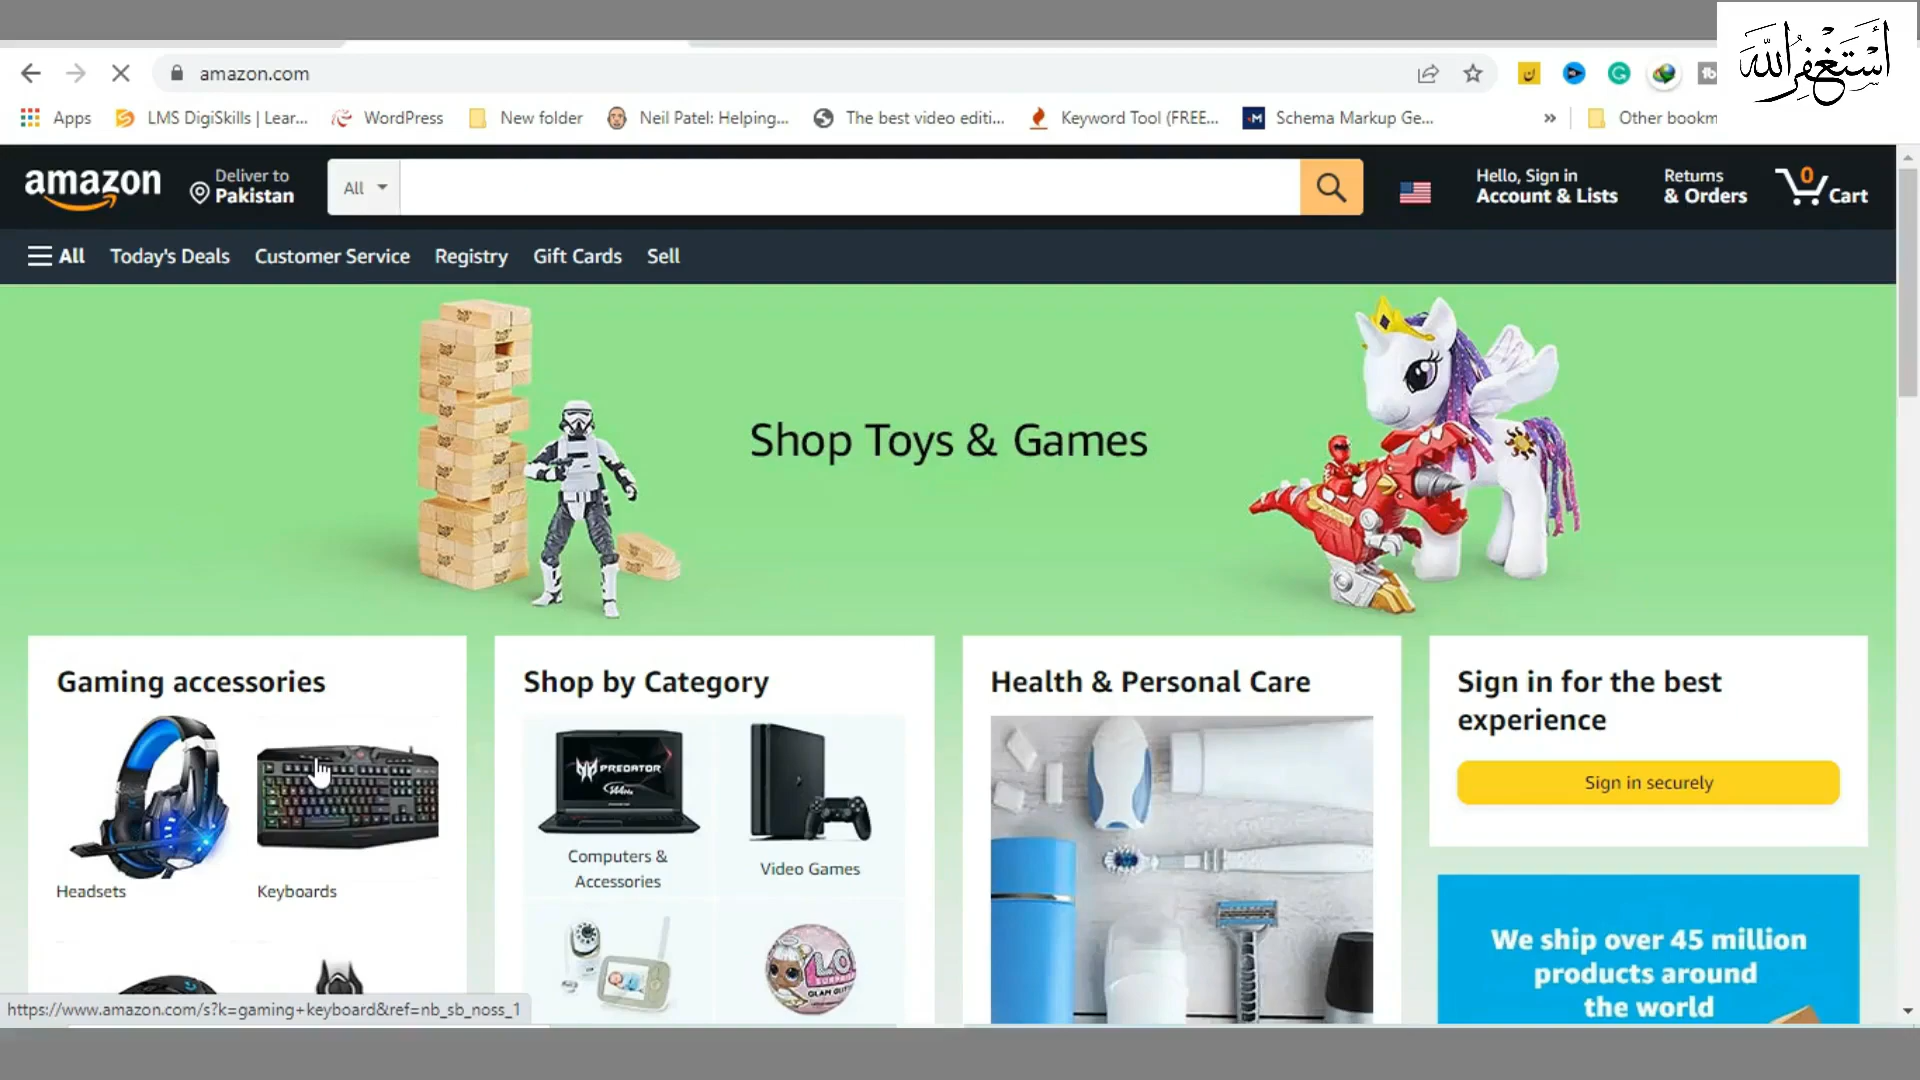 أستغفر الله
amazon.com
Apps
LMS DigiSkills | Lear...
WordPress
New folder
Neil Patel: Helping...
The best video editi...
Keyword Tool (FREE...
Schema Markup Ge...
»
Other bookm
amazon
Deliver to
Pakistan
All
Hello, Sign in
Account & Lists
Returns
& Orders
0
Cart
All
Today's Deals
Customer Service
Registry
Gift Cards
Sell
Shop Toys & Games
Gaming accessories
Headsets
Keyboards
Shop by Category
PREDATOR
Computers &
Accessories
Video Games
L.O.L.
SURPRISE
Health & Personal Care
Sign in for the best
experience
Sign in securely
We ship over 45 million
products around
the world
https://www.amazon.com/s?k=gaming+keyboard&ref=nb_sb_noss_1